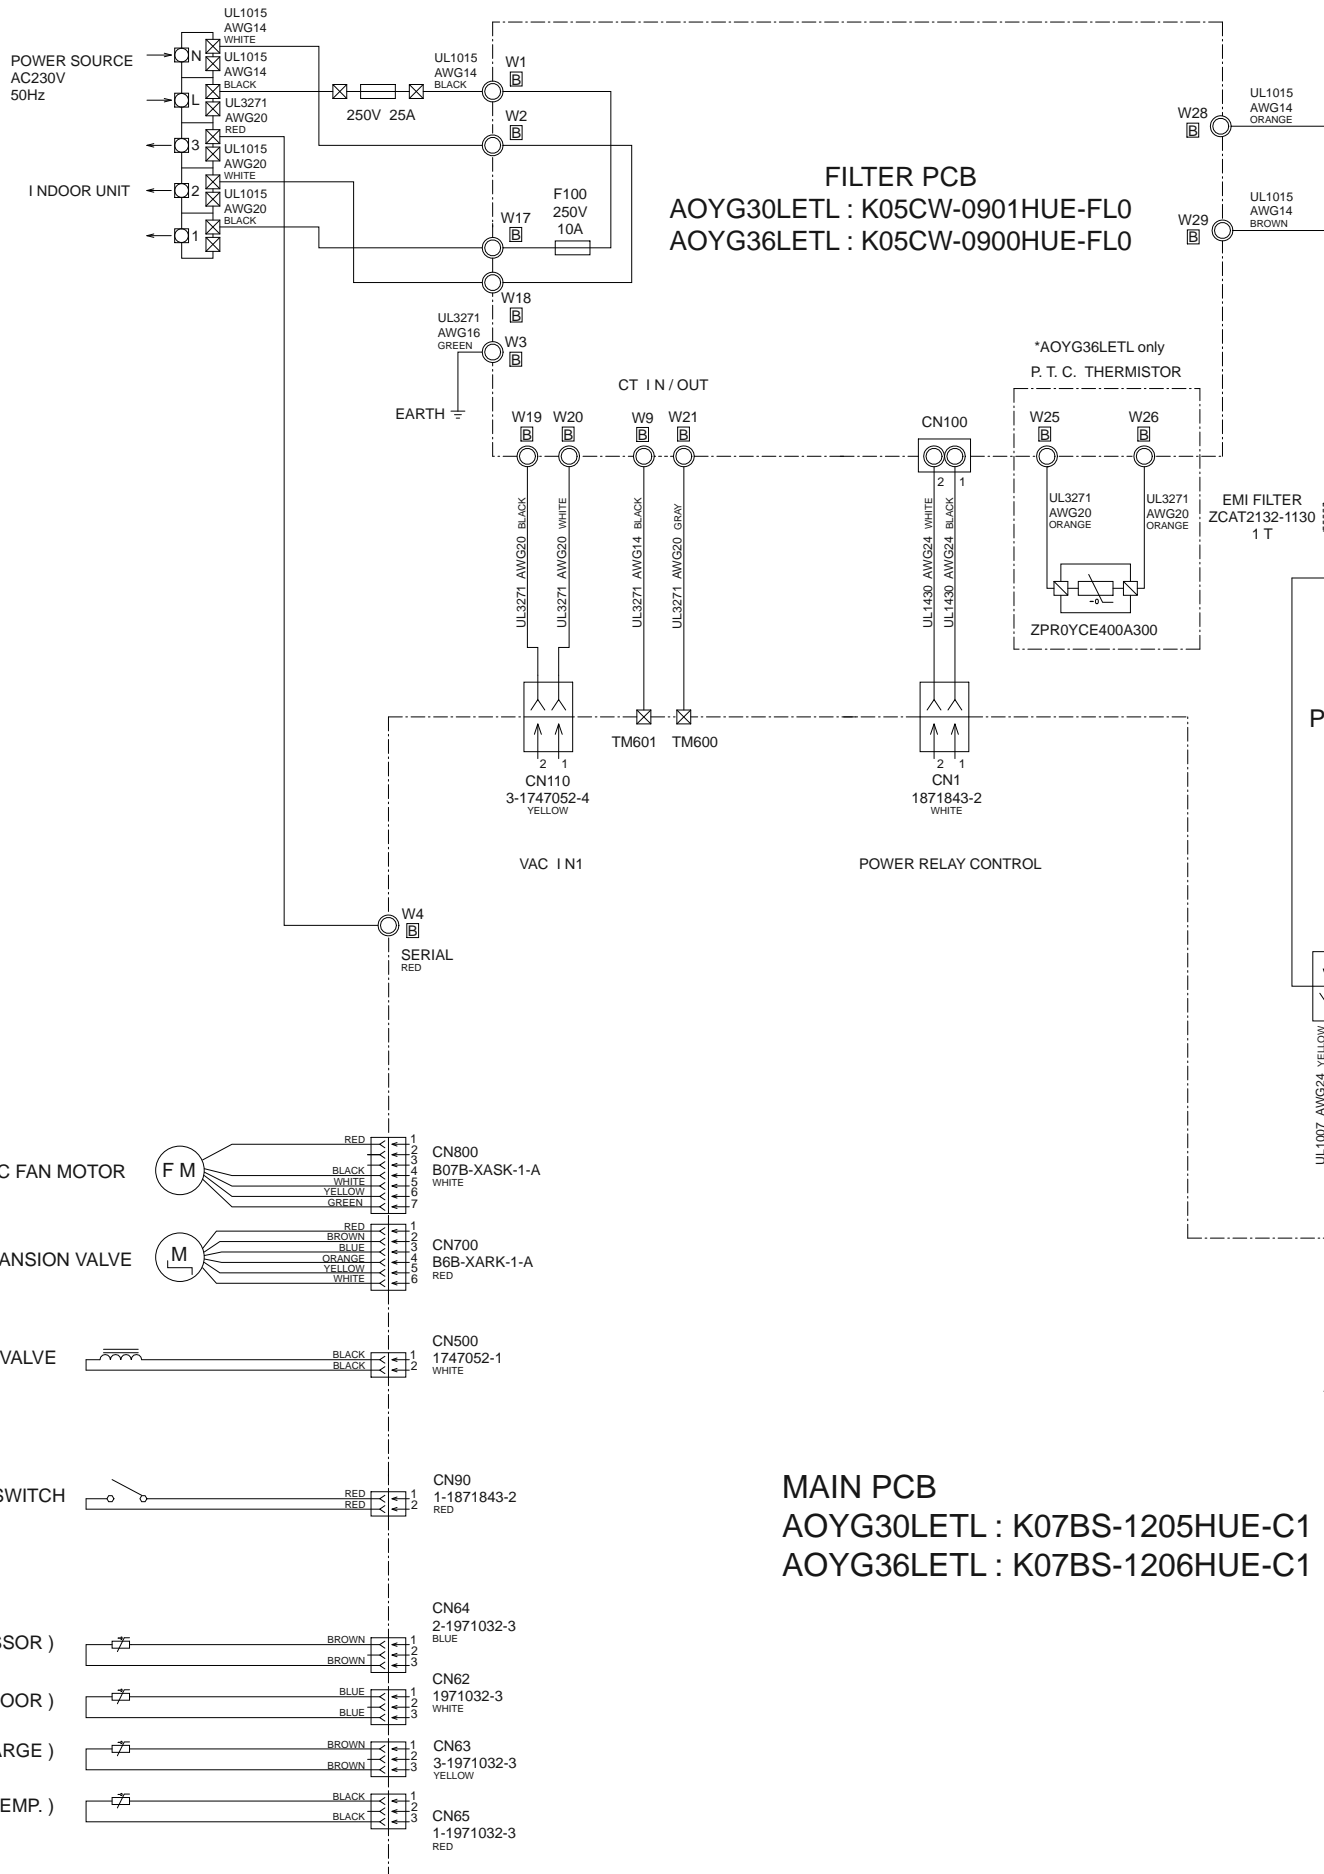 UL1015
AWG14
WHITE
POWER SOURCE
AC230V
50Hz
N
UL1015
AWG14
BLACK
L
UL3271
AWG20
RED
3
UL1015
AWG20
WHITE
INDOOR UNIT
2
UL1015
AWG20
BLACK
1
250V 25A
UL1015
AWG14
BLACK
W1
B
W2
B
W17
B
F100
250V
10A
W18
B
UL3271
AWG16
GREEN
W3
B
EARTH
FILTER PCB
AOYG30LETL : K05CW-0901HUE-FL0
AOYG36LETL : K05CW-0900HUE-FL0
W28
B
UL1015
AWG14
ORANGE
W29
B
UL1015
AWG14
BROWN
*AOYG36LETL only
P. T. C. THERMISTOR
CT IN / OUT
W19 W20
B B
W9 W21
B B
CN100
2 1
W25 W26
B B
UL3271 AWG20 BLACK
UL3271 AWG20 WHITE
UL3271 AWG14 BLACK
UL3271 AWG20 GRAY
UL1430 AWG24 WHITE
UL1430 AWG24 BLACK
UL3271
AWG20
ORANGE
UL3271
AWG20
ORANGE
ZPR0YCE400A300
EMI FILTER
ZCAT2132-1130
1 T
P
2 1
CN110
3-1747052-4
YELLOW
TM601 TM600
2 1
CN1
1871843-2
WHITE
VAC IN1
POWER RELAY CONTROL
W4
B
SERIAL
RED
UL1007 AWG24 YELLOW
C FAN MOTOR
F M
RED
BLACK
WHITE
YELLOW
GREEN
1
2
3
4
5
6
7
CN800
B07B-XASK-1-A
WHITE
ANSION VALVE
M
RED
BROWN
BLUE
ORANGE
YELLOW
WHITE
1
2
3
4
5
6
CN700
B6B-XARK-1-A
RED
VALVE
BLACK
BLACK
1
2
CN500
1747052-1
WHITE
SWITCH
RED
RED
1
2
CN90
1-1871843-2
RED
MAIN PCB
AOYG30LETL : K07BS-1205HUE-C1
AOYG36LETL : K07BS-1206HUE-C1
SSOR )
BROWN
BROWN
1
2
3
CN64
2-1971032-3
BLUE
OOR )
BLUE
BLUE
1
2
3
CN62
1971032-3
WHITE
ARGE )
BROWN
BROWN
1
2
3
CN63
3-1971032-3
YELLOW
EMP. )
BLACK
BLACK
1
2
3
CN65
1-1971032-3
RED